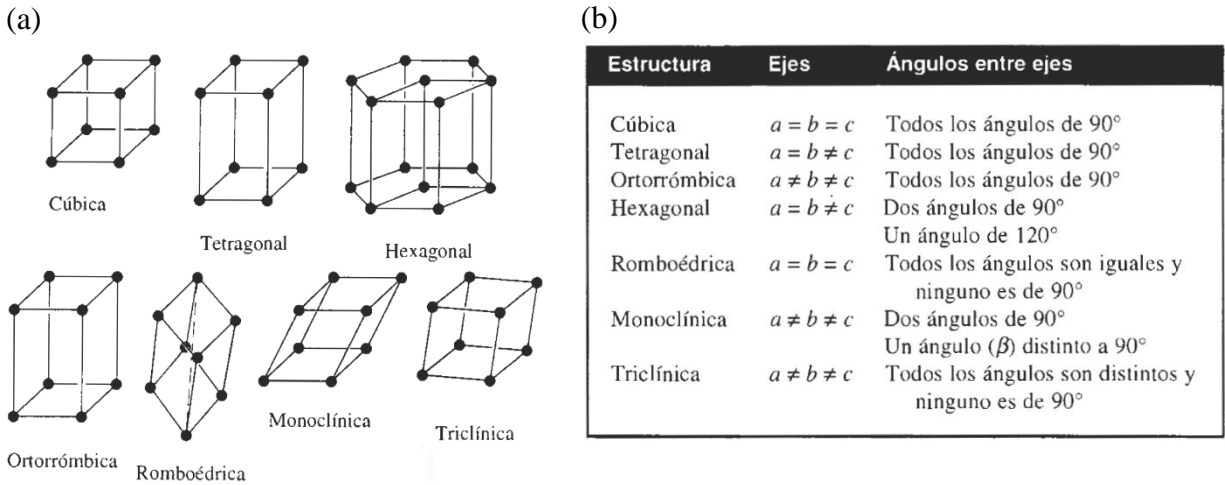 (a)
Cúbica
Tetragonal
Hexagonal
Ortorrómbica
Romboédrica
Monoclínica
Triclínica
(b)
Estructura Ejes Ángulos entre ejes
Cúbica a = b = c Todos los ángulos de 90°
Tetragonal a = b ≠ c Todos los ángulos de 90°
Ortorrómbica a ≠ b ≠ c Todos los ángulos de 90°
Hexagonal a = b ≠ c Dos ángulos de 90°
Un ángulo de 120°
Romboédrica a = b = c Todos los ángulos son iguales y
ninguno es de 90°
Monoclínica a ≠ b ≠ c Dos ángulos de 90°
Un ángulo (β) distinto a 90°
Triclínica a ≠ b ≠ c Todos los ángulos son distintos y
ninguno es de 90°